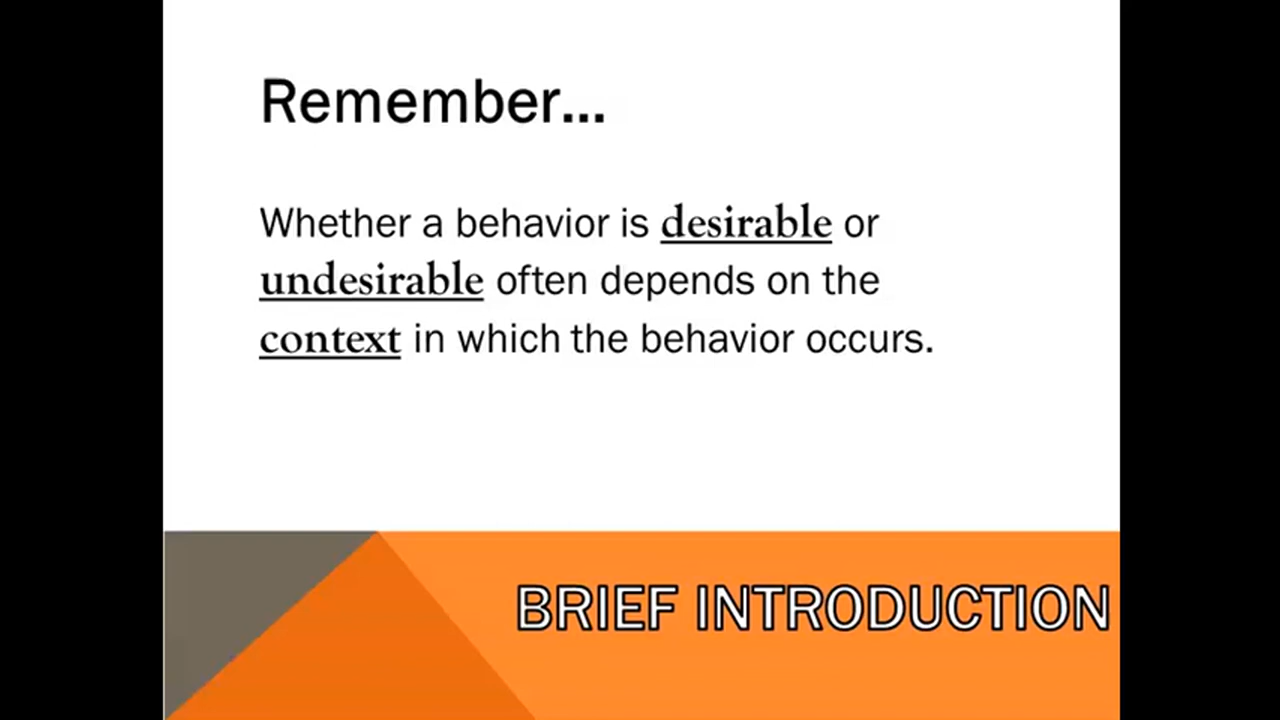 Remember...
Whether a behavior is desirable or
undesirable often depends on the
context in which the behavior occurs.
BRIEF INTRODUCTION